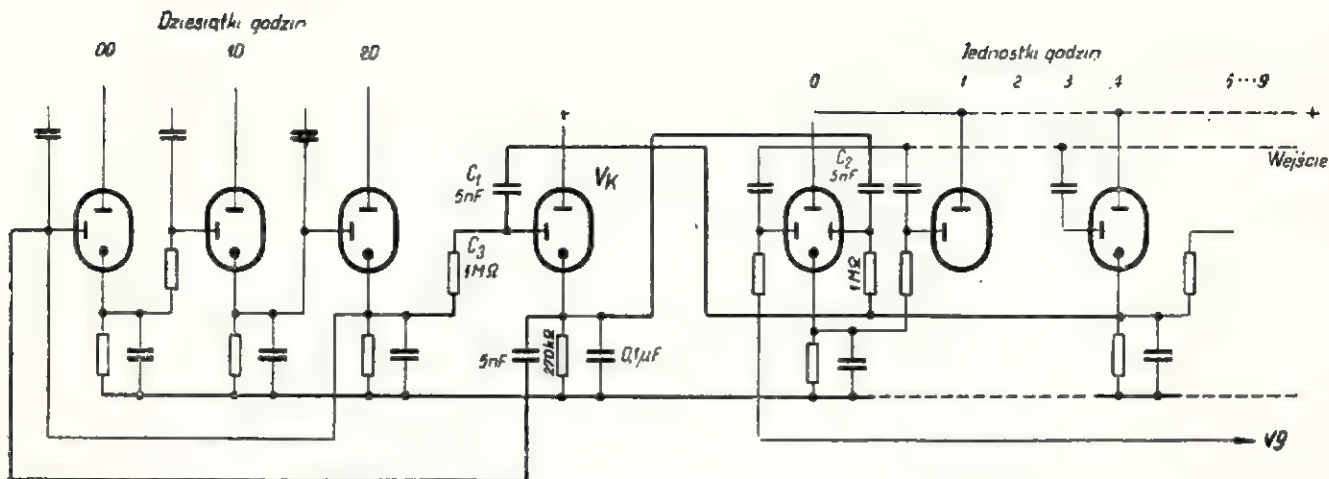 Dziesiątki godzin
00 10 20
Jednostki godzin
0 1 2 3 4 5...9
+
+
Wejście
C1
5nF
VK
C2
5nF
C3
1MΩ
1MΩ
5nF
270kΩ
0,1μF
V9